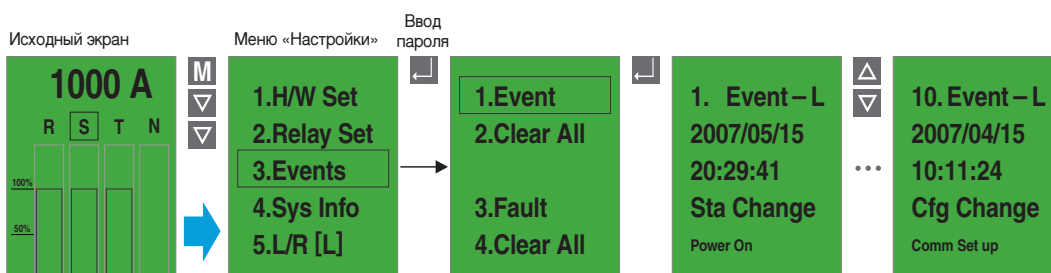 Исходный экран
Меню «Настройки»
Ввод
пароля
1000 A
R S T N
100%
50%
M
1.H/W Set
2.Relay Set
3.Events
4.Sys Info
5.L/R [L]
1.Event
2.Clear All
3.Fault
4.Clear All
1. Event – L
2007/05/15
20:29:41
Sta Change
Power On
...
10. Event – L
2007/04/15
10:11:24
Cfg Change
Comm Set up